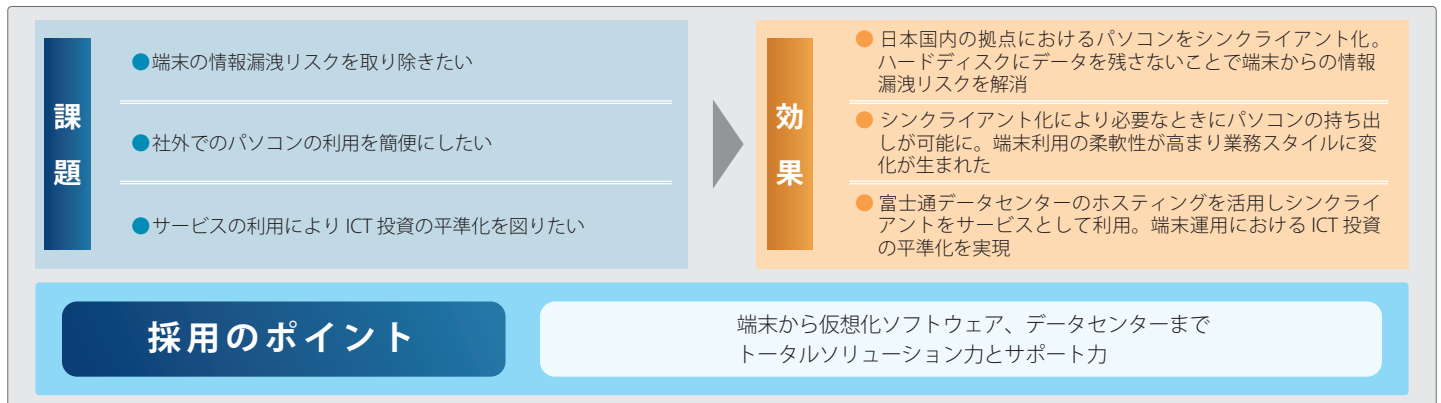 課題
●端末の情報漏洩リスクを取り除きたい
●社外でのパソコンの利用を簡便にしたい
●サービスの利用により ICT 投資の平準化を図りたい
効果
● 日本国内の拠点におけるパソコンをシンクライアント化。
ハードディスクにデータを残さないことで端末からの情報
漏洩リスクを解消
● シンクライアント化により必要なときにパソコンの持ち出
しが可能に。端末利用の柔軟性が高まり業務スタイルに変
化が生まれた
● 富士通データセンターのホスティングを活用しシンクライ
アントをサービスとして利用。端末運用における ICT 投資
の平準化を実現
採用のポイント
端末から仮想化ソフトウェア、データセンターまで
トータルソリューション力とサポート力